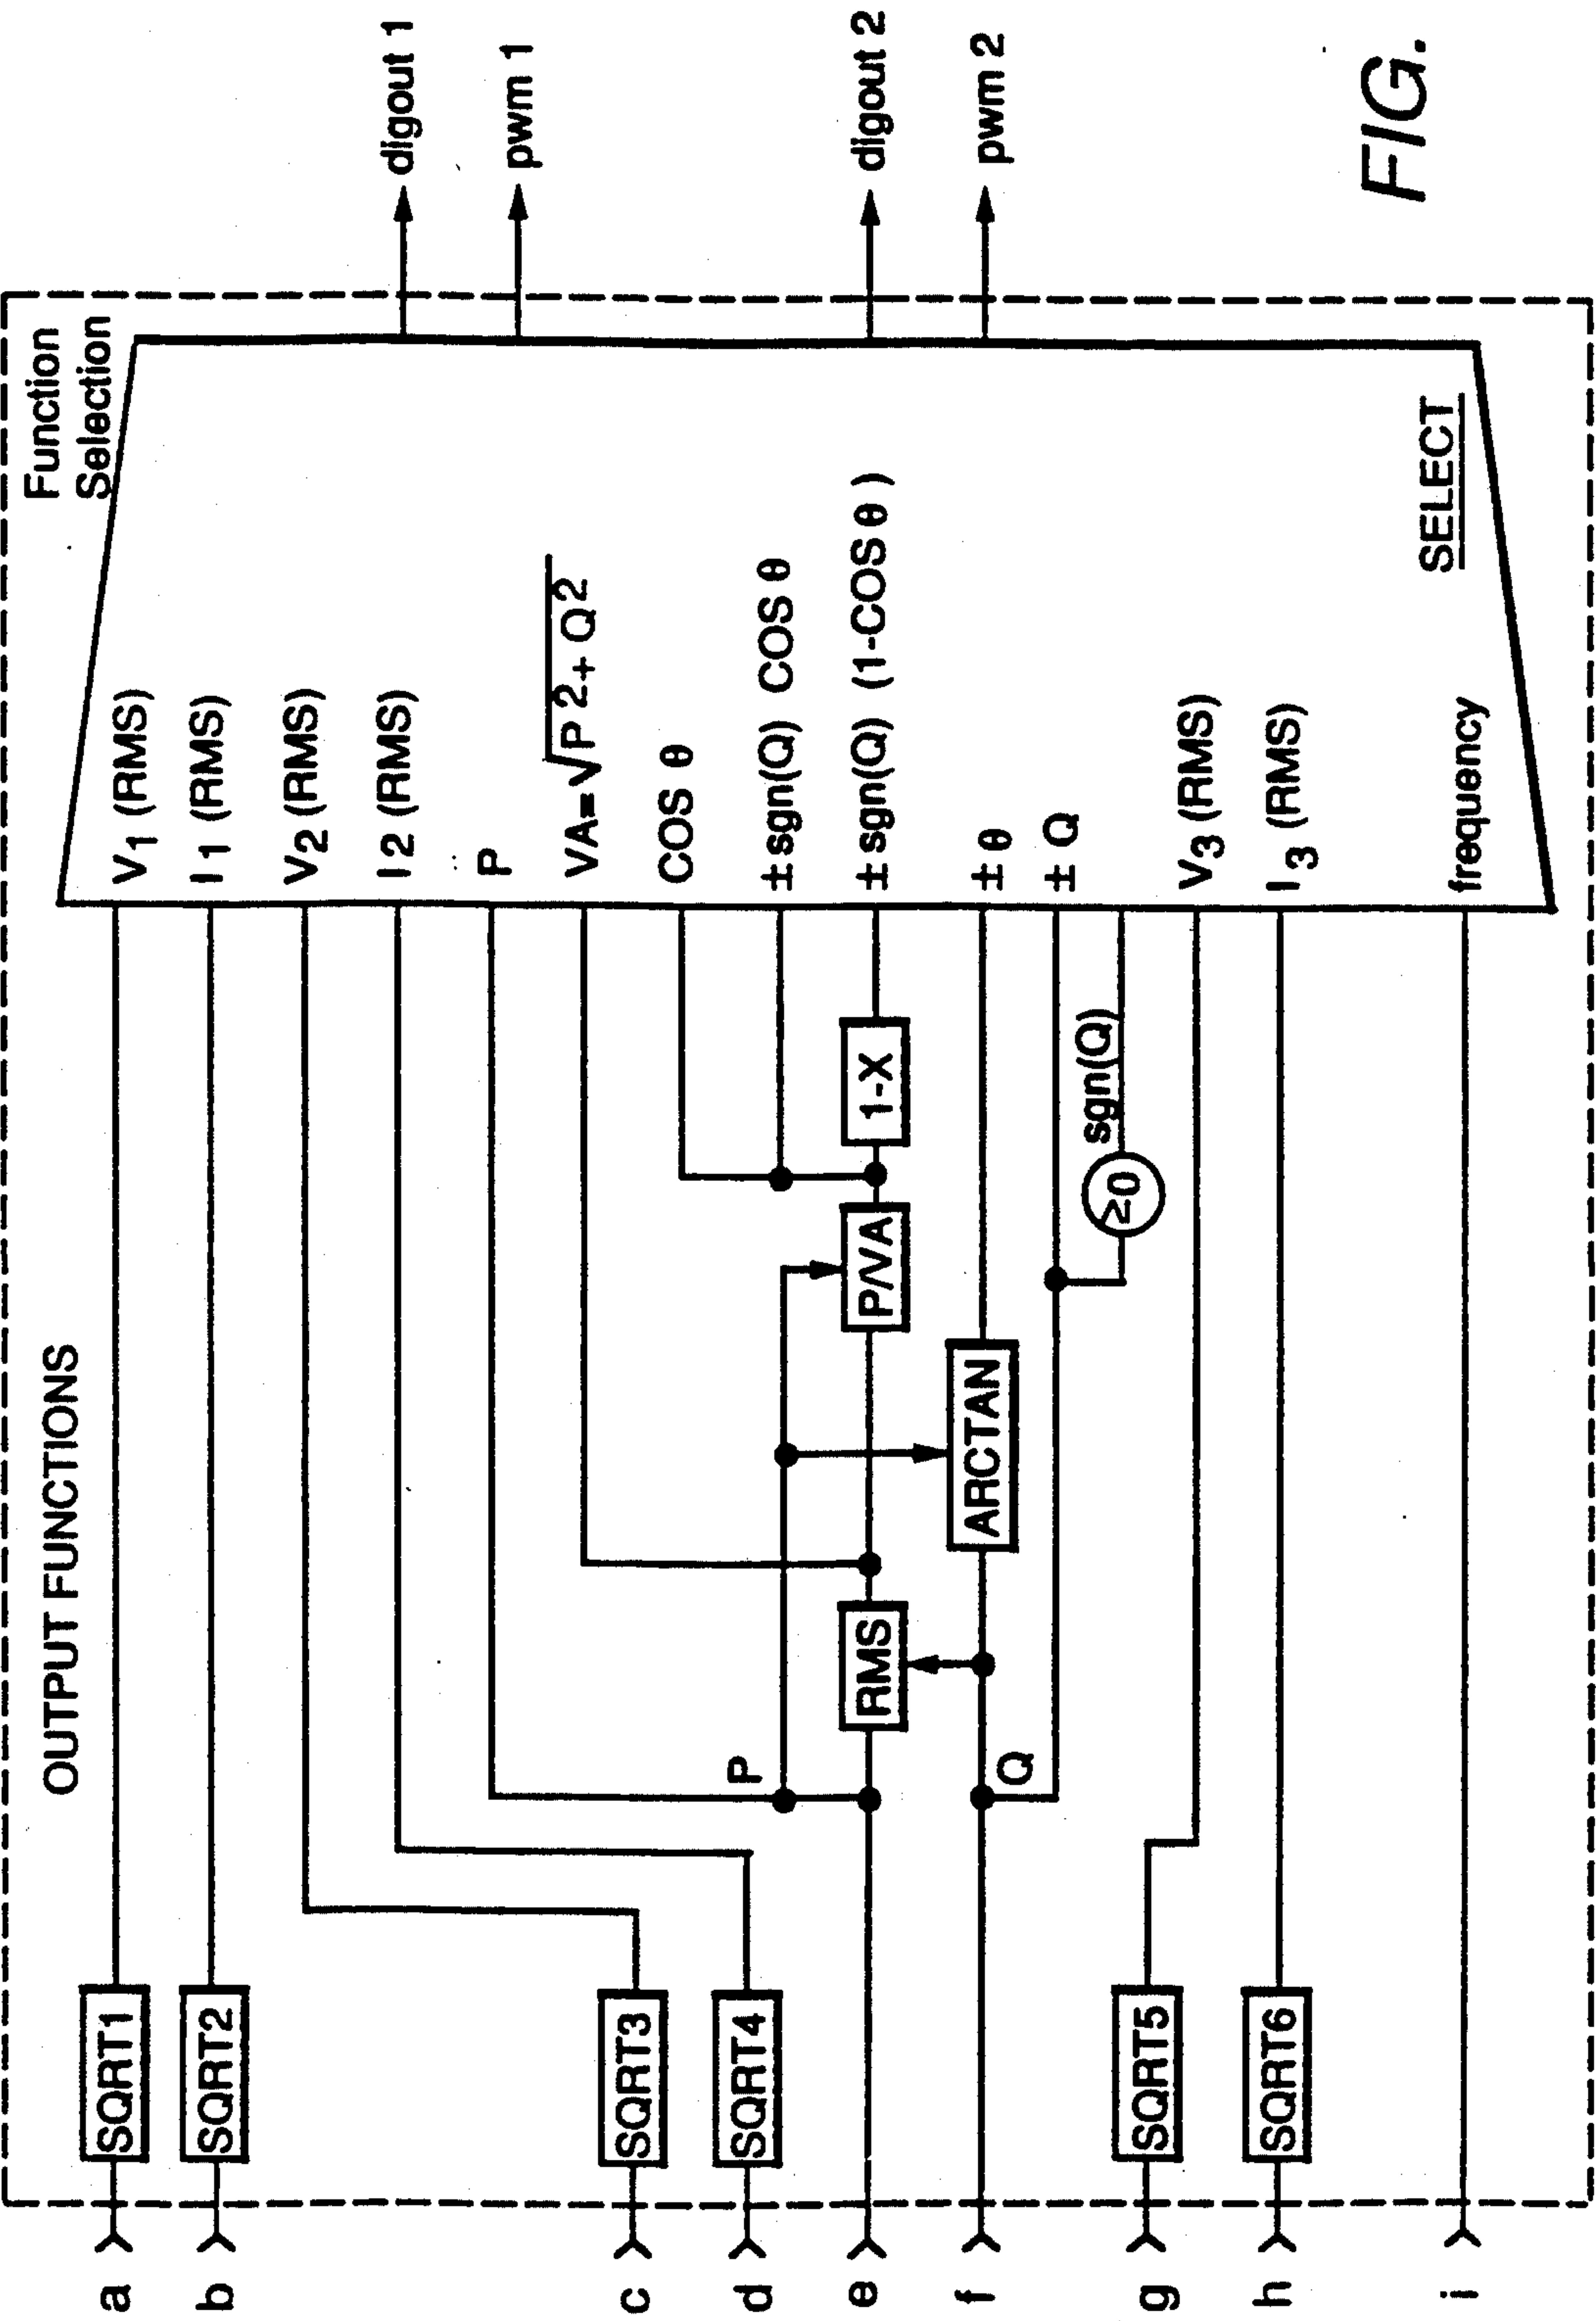 OUTPUT FUNCTIONS
Function
Selection
a
SQRT1
V1 (RMS)
b
SQRT2
I1 (RMS)
V2 (RMS)
I2 (RMS)
P
VA=√P2+Q2
c
SQRT3
COS θ
d
SQRT4
P
± sgn(Q) COS θ
e
RMS
P/VA
1-X
± sgn(Q) (1-COS θ)
f
Q
ARCTAN
± θ
± Q
≥0
sgn(Q)
g
SQRT5
V3 (RMS)
h
SQRT6
I3 (RMS)
i
frequency
SELECT
digout 1
pwm 1
digout 2
pwm 2
FIG.